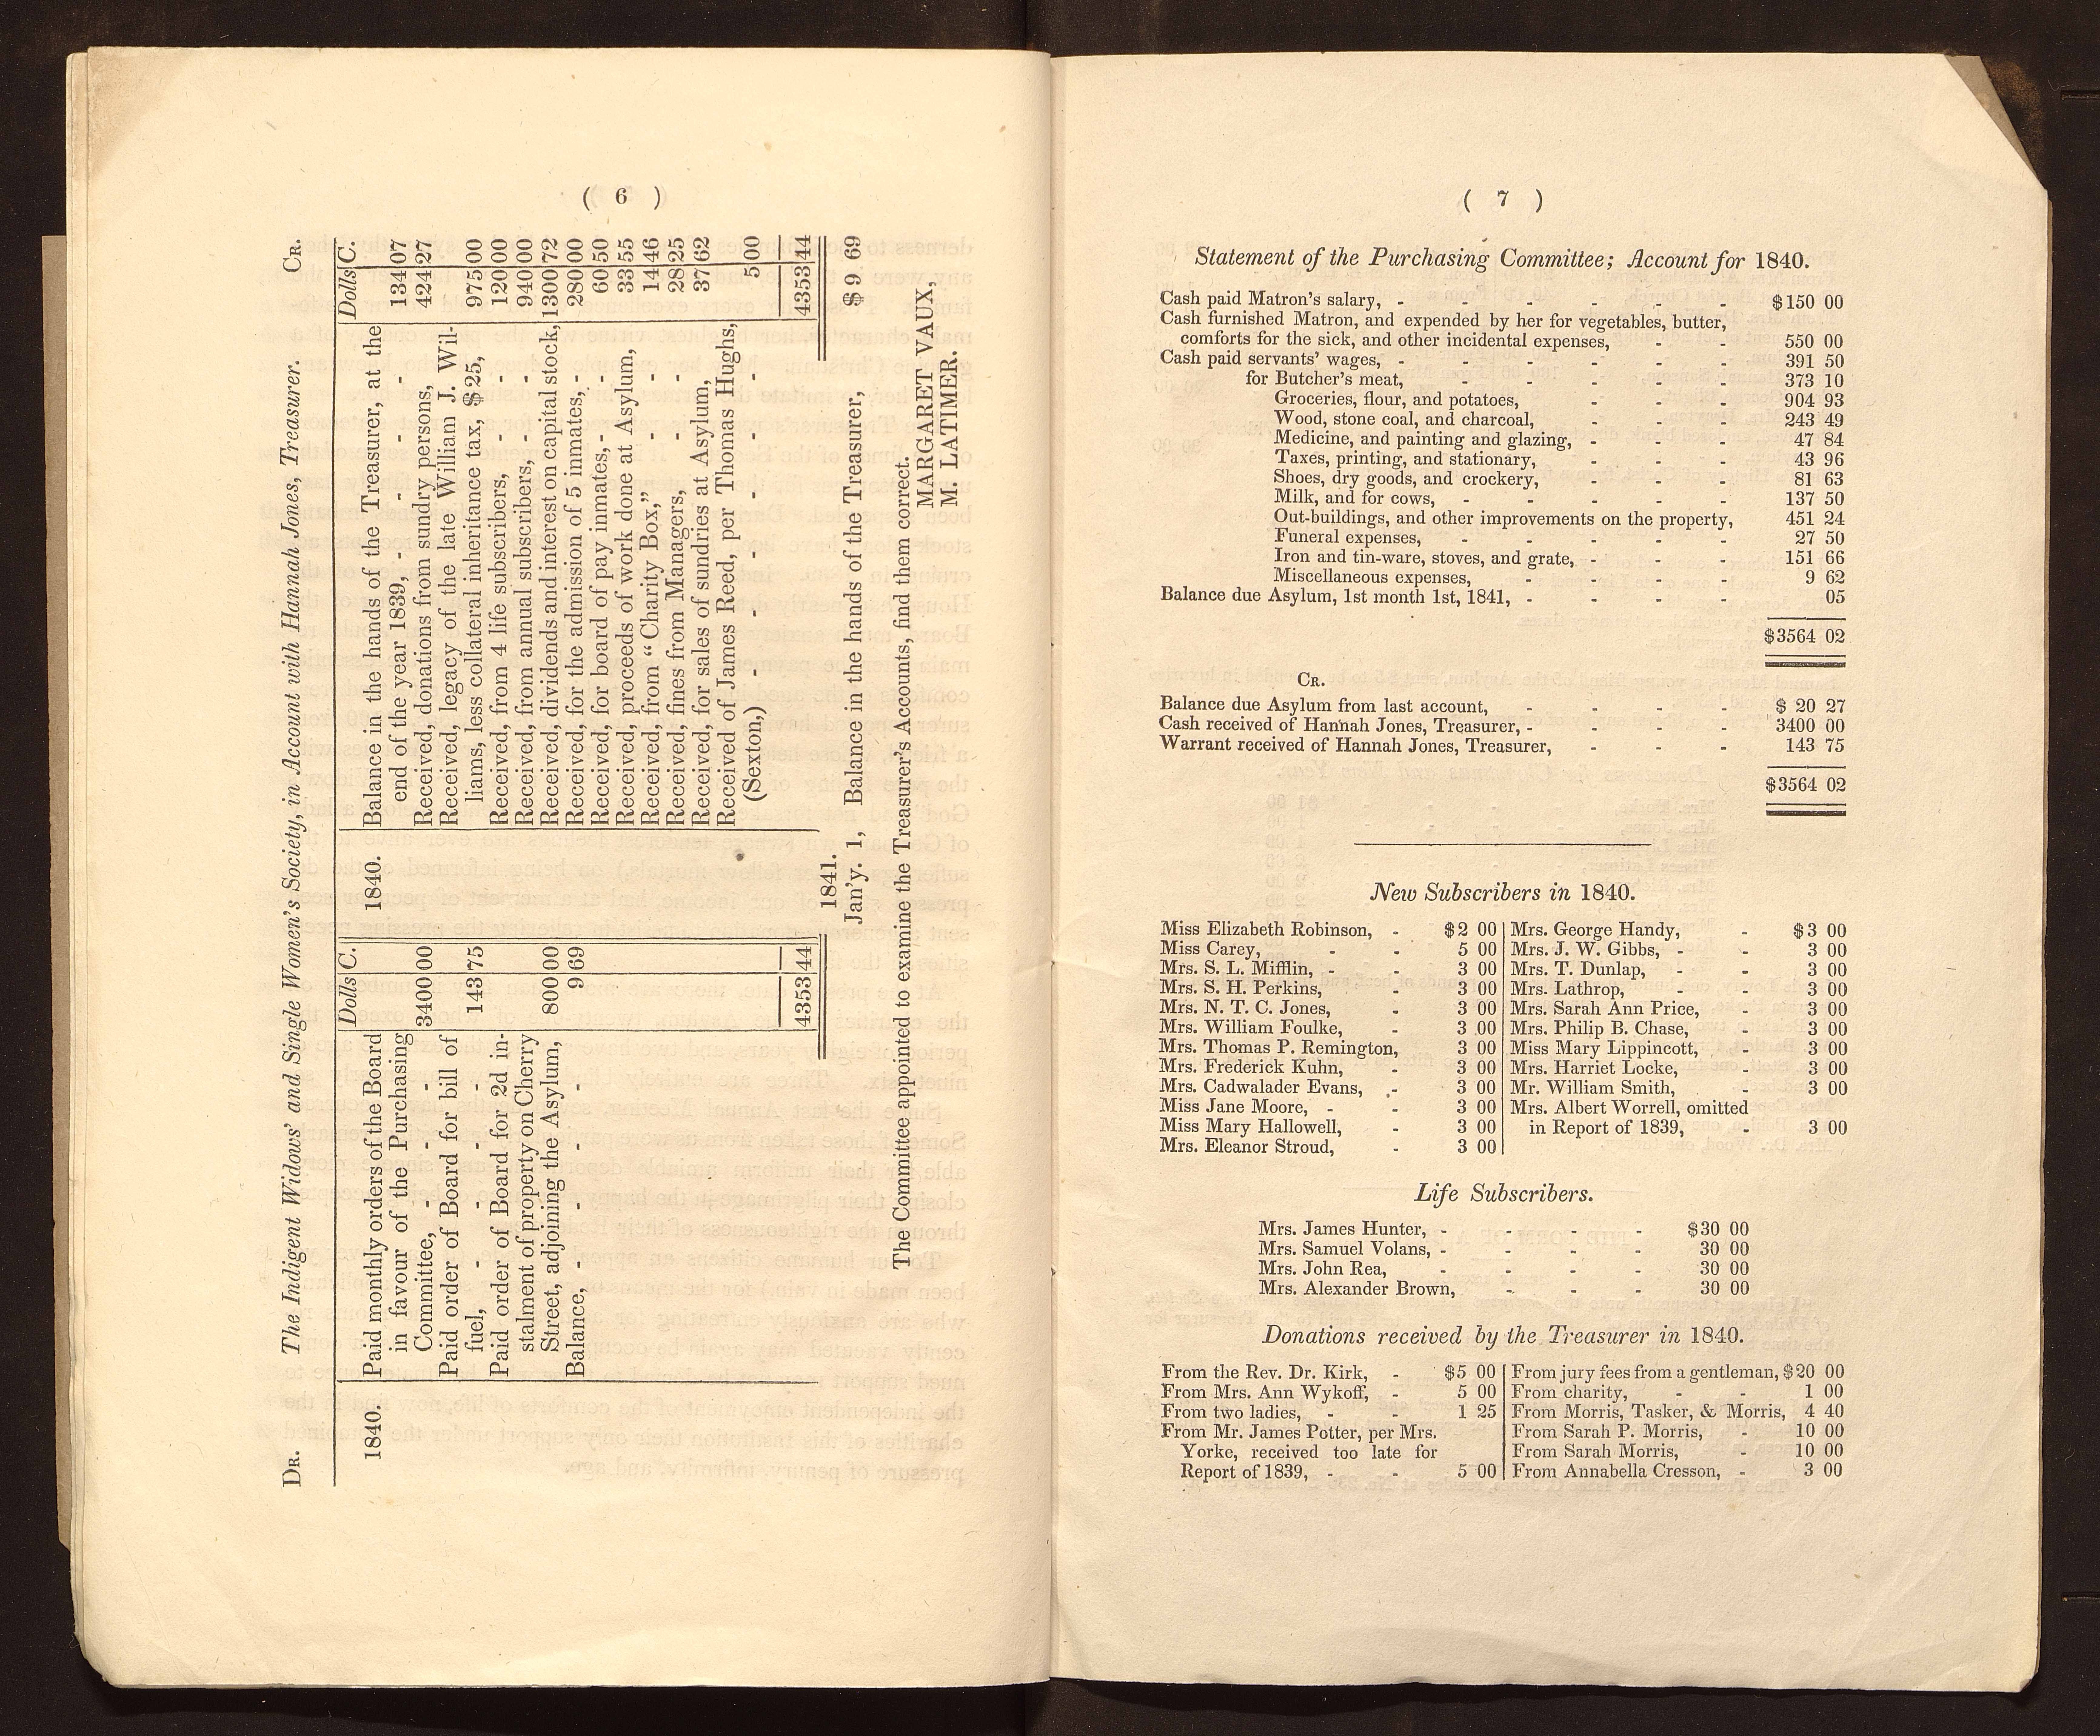 ( 6 )
DR. The Indigent Widows' and Single Women's Society, in Account with Hannah Jones, Treasurer. CR.
Dolls C.
1840. Paid monthly orders of the Board
in favour of the Purchasing
Committee, - - - 3400 00
Paid order of Board for bill of
fuel, - - - - 143 75
Paid order of Board for 2d in-
stalment of property on Cherry
Street, adjoining the Asylum, 800 00
Balance, - - - - 9 69
4353 44
Dolls C.
1840. Balance in the hands of the Treasurer, at the
end of the year 1839, - - - - 134 07
Received, donations from sundry persons, 424 27
Received, legacy of the late William J. Wil-
liams, less collateral inheritance tax, $25, 975 00
Received, from 4 life subscribers, - - 120 00
Received, from annual subscribers, - - 940 00
Received, dividends and interest on capital stock, 1300 72
Received, for the admission of 5 inmates, - 280 00
Received, for board of pay inmates, - - 60 50
Received, proceeds of work done at Asylum, 33 55
Received, from "Charity Box," - - 14 46
Received, fines from Managers, - - 28 25
Received, for sales of sundries at Asylum, 37 62
Received of James Reed, per Thomas Hughs,
(Sexton,) - - - - - 5 00
4353 44
1841.
Jan'y. 1, Balance in the hands of the Treasurer, $9 69
The Committee appointed to examine the Treasurer's Accounts, find them correct.
MARGARET VAUX,
M. LATIMER.
( 7 )
Statement of the Purchasing Committee; Account for 1840.
Cash paid Matron's salary, - - - - - $150 00
Cash furnished Matron, and expended by her for vegetables, butter,
comforts for the sick, and other incidental expenses, - - 550 00
Cash paid servants' wages, - - - - - - 391 50
for Butcher's meat, - - - - - 373 10
Groceries, flour, and potatoes, - - - 904 93
Wood, stone coal, and charcoal, - - - 243 49
Medicine, and painting and glazing, - - - 47 84
Taxes, printing, and stationary, - - - 43 96
Shoes, dry goods, and crockery, - - - 81 63
Milk, and for cows, - - - - - 137 50
Out-buildings, and other improvements on the property, 451 24
Funeral expenses, - - - - - 27 50
Iron and tin-ware, stoves, and grate, - - - 151 66
Miscellaneous expenses, - - - - 9 62
Balance due Asylum, 1st month 1st, 1841, - - - - 05
$3564 02
CR.
Balance due Asylum from last account, - - - - $ 20 27
Cash received of Hannah Jones, Treasurer, - - - - 3400 00
Warrant received of Hannah Jones, Treasurer, - - - 143 75
$3564 02
New Subscribers in 1840.
Miss Elizabeth Robinson, - $2 00
Miss Carey, - - 5 00
Mrs. S. L. Mifflin, - - 3 00
Mrs. S. H. Perkins, - 3 00
Mrs. N. T. C. Jones, - 3 00
Mrs. William Foulke, - 3 00
Mrs. Thomas P. Remington, 3 00
Mrs. Frederick Kuhn, - 3 00
Mrs. Cadwalader Evans, - 3 00
Miss Jane Moore, - - 3 00
Miss Mary Hallowell, - 3 00
Mrs. Eleanor Stroud, - 3 00
Mrs. George Handy, - $3 00
Mrs. J. W. Gibbs, - - 3 00
Mrs. T. Dunlap, - - 3 00
Mrs. Lathrop, - - 3 00
Mrs. Sarah Ann Price, - 3 00
Mrs. Philip B. Chase, - 3 00
Miss Mary Lippincott, - 3 00
Mrs. Harriet Locke, - 3 00
Mr. William Smith, - 3 00
Mrs. Albert Worrell, omitted
in Report of 1839, - 3 00
Life Subscribers.
Mrs. James Hunter, - - - - $30 00
Mrs. Samuel Volans, - - - - 30 00
Mrs. John Rea, - - - - 30 00
Mrs. Alexander Brown, - - - 30 00
Donations received by the Treasurer in 1840.
From the Rev. Dr. Kirk, - $5 00
From Mrs. Ann Wykoff, - 5 00
From two ladies, - - 1 25
From Mr. James Potter, per Mrs.
Yorke, received too late for
Report of 1839, - - 5 00
From jury fees from a gentleman, $20 00
From charity, - - 1 00
From Morris, Tasker, & Morris, 4 40
From Sarah P. Morris, - 10 00
From Sarah Morris, - 10 00
From Annabella Cresson, - 3 00